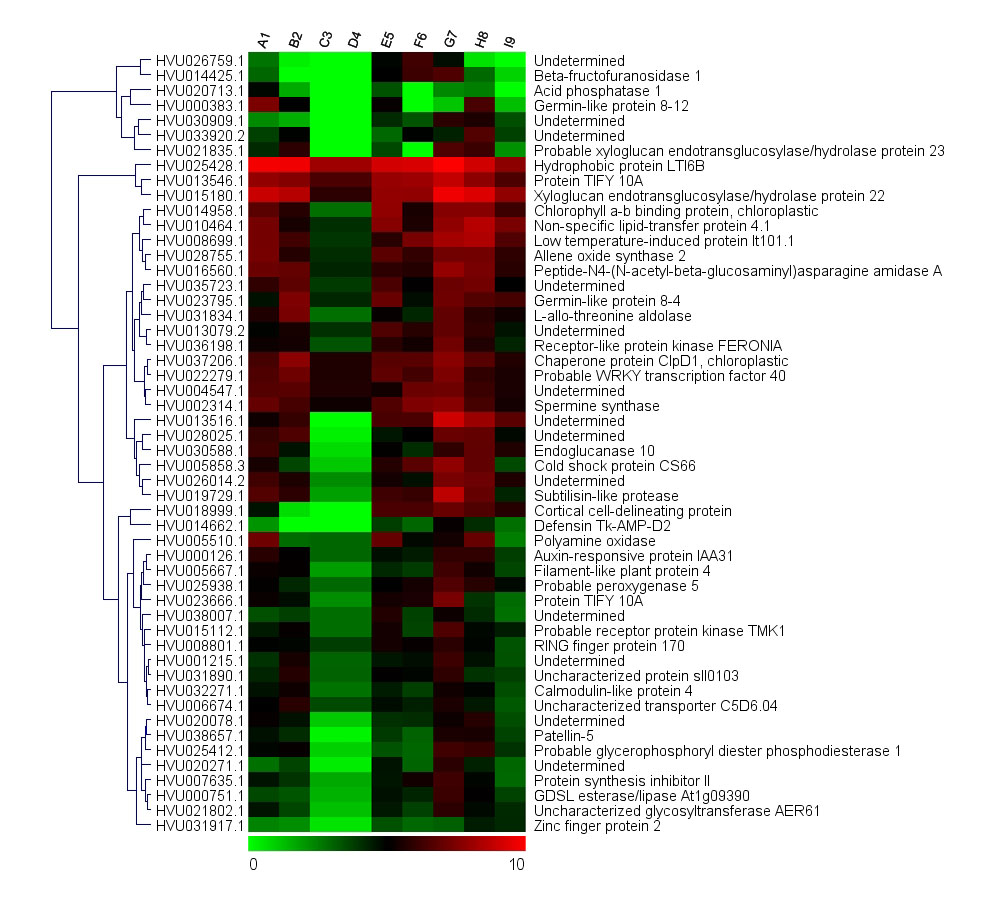 A1 B2 C3 D4 E5 F6 G7 H8 I9
HVU026759.1 Undetermined
HVU014425.1 Beta-fructofuranosidase 1
HVU020713.1 Acid phosphatase 1
HVU000383.1 Germin-like protein 8-12
HVU030909.1 Undetermined
HVU033920.2 Undetermined
HVU021835.1 Probable xyloglucan endotransglucosylase/hydrolase protein 23
HVU025428.1 Hydrophobic protein LTI6B
HVU013546.1 Protein TIFY 10A
HVU015180.1 Xyloglucan endotransglucosylase/hydrolase protein 22
HVU014958.1 Chlorophyll a-b binding protein, chloroplastic
HVU010464.1 Non-specific lipid-transfer protein 4.1
HVU008699.1 Low temperature-induced protein lt101.1
HVU028755.1 Allene oxide synthase 2
HVU016560.1 Peptide-N4-(N-acetyl-beta-glucosaminyl)asparagine amidase A
HVU035723.1 Undetermined
HVU023795.1 Germin-like protein 8-4
HVU031834.1 L-allo-threonine aldolase
HVU013079.2 Undetermined
HVU036198.1 Receptor-like protein kinase FERONIA
HVU037206.1 Chaperone protein ClpD1, chloroplastic
HVU022279.1 Probable WRKY transcription factor 40
HVU004547.1 Undetermined
HVU002314.1 Spermine synthase
HVU013516.1 Undetermined
HVU028025.1 Undetermined
HVU030588.1 Endoglucanase 10
HVU005858.3 Cold shock protein CS66
HVU026014.2 Undetermined
HVU019729.1 Subtilisin-like protease
HVU018999.1 Cortical cell-delineating protein
HVU014662.1 Defensin Tk-AMP-D2
HVU005510.1 Polyamine oxidase
HVU000126.1 Auxin-responsive protein IAA31
HVU005667.1 Filament-like plant protein 4
HVU025938.1 Probable peroxygenase 5
HVU023666.1 Protein TIFY 10A
HVU038007.1 Undetermined
HVU015112.1 Probable receptor protein kinase TMK1
HVU008801.1 RING finger protein 170
HVU001215.1 Undetermined
HVU031890.1 Uncharacterized protein sll0103
HVU032271.1 Calmodulin-like protein 4
HVU006674.1 Uncharacterized transporter C5D6.04
HVU020078.1 Undetermined
HVU038657.1 Patellin-5
HVU025412.1 Probable glycerophosphoryl diester phosphodiesterase 1
HVU020271.1 Undetermined
HVU007635.1 Protein synthesis inhibitor II
HVU000751.1 GDSL esterase/lipase At1g09390
HVU021802.1 Uncharacterized glycosyltransferase AER61
HVU031917.1 Zinc finger protein 2
0 10